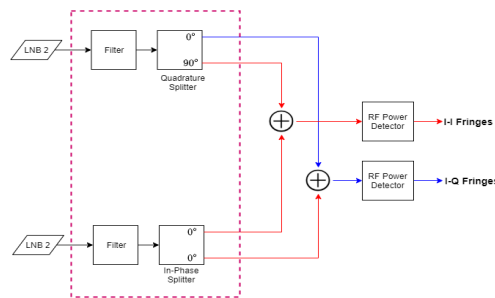 LNB 2
Filter
0°
90°
Quadrature
Splitter
RF Power
Detector
I-I Fringes
RF Power
Detector
I-Q Fringes
LNB 2
Filter
0°
0°
In-Phase
Splitter